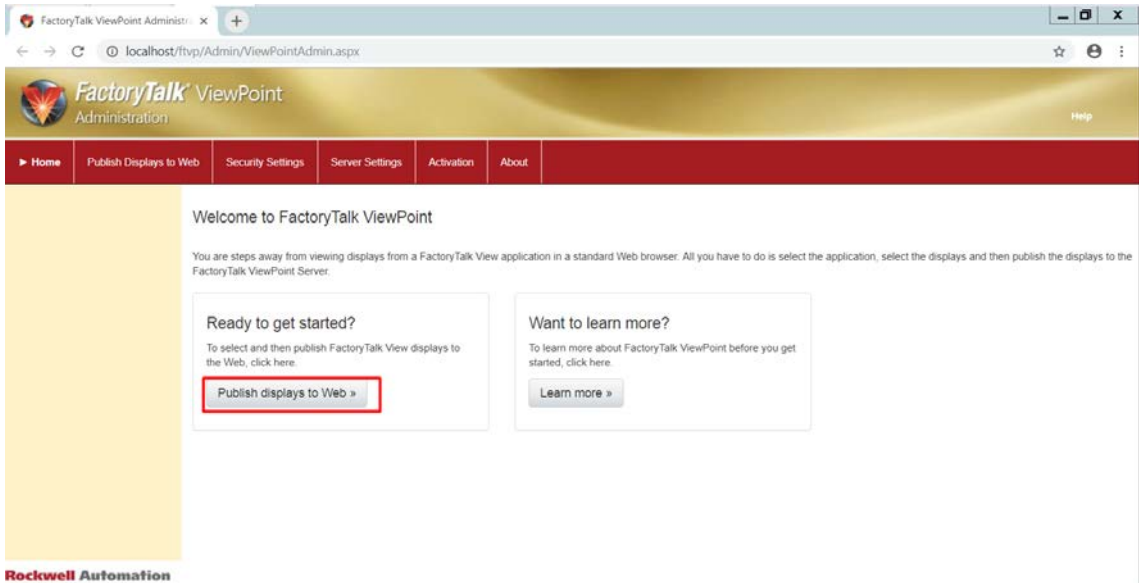 FactoryTalk ViewPoint Administr
localhost/ftvp/Admin/ViewPointAdmin.aspx
FactoryTalk ViewPoint
Administration
Help
Home Publish Displays to Web Security Settings Server Settings Activation About
Welcome to FactoryTalk ViewPoint
You are steps away from viewing displays from a FactoryTalk View application in a standard Web browser. All you have to do is select the application, select the displays and then publish the displays to the
FactoryTalk ViewPoint Server.
Ready to get started?
To select and then publish FactoryTalk View displays to
the Web, click here.
Publish displays to Web »
Want to learn more?
To learn more about FactoryTalk ViewPoint before you get
started, click here.
Learn more »
Rockwell Automation